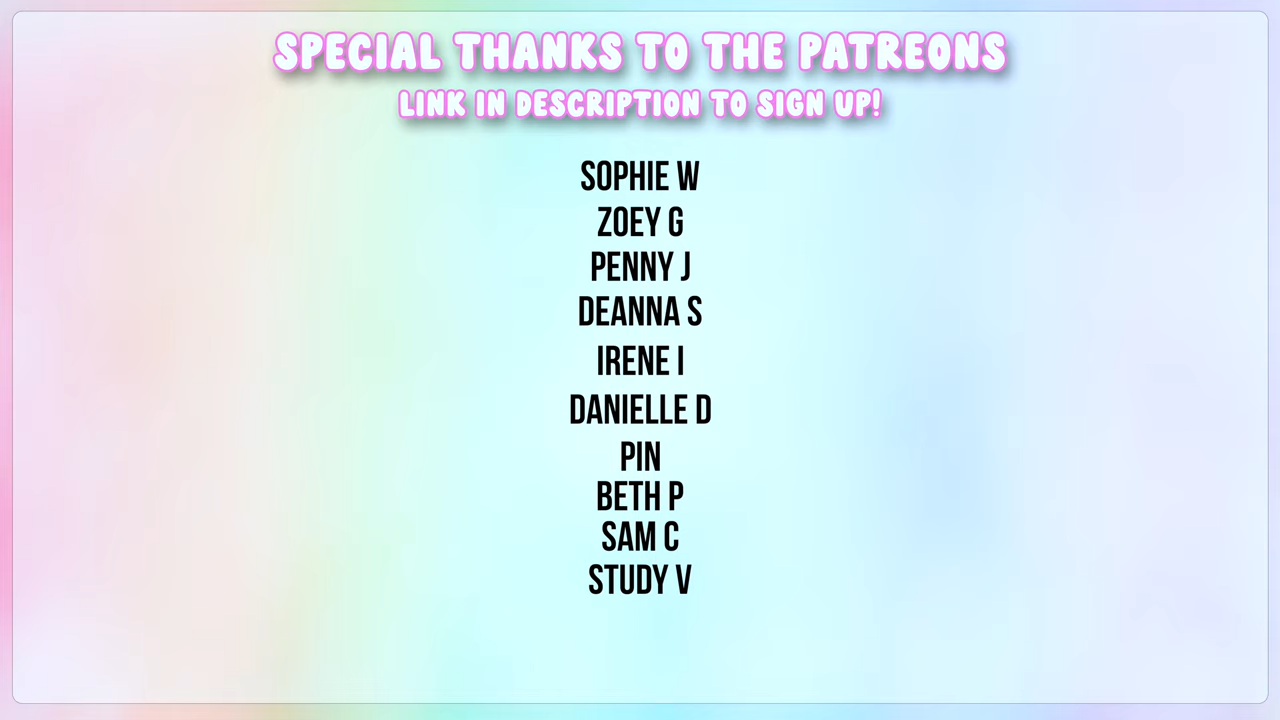 SPECIAL THANKS TO THE PATREONS
LINK IN DESCRIPTION TO SIGN UP!
SOPHIE W
ZOEY G
PENNY J
DEANNA S
IRENE I
DANIELLE D
PIN
BETH P
SAM C
STUDY V